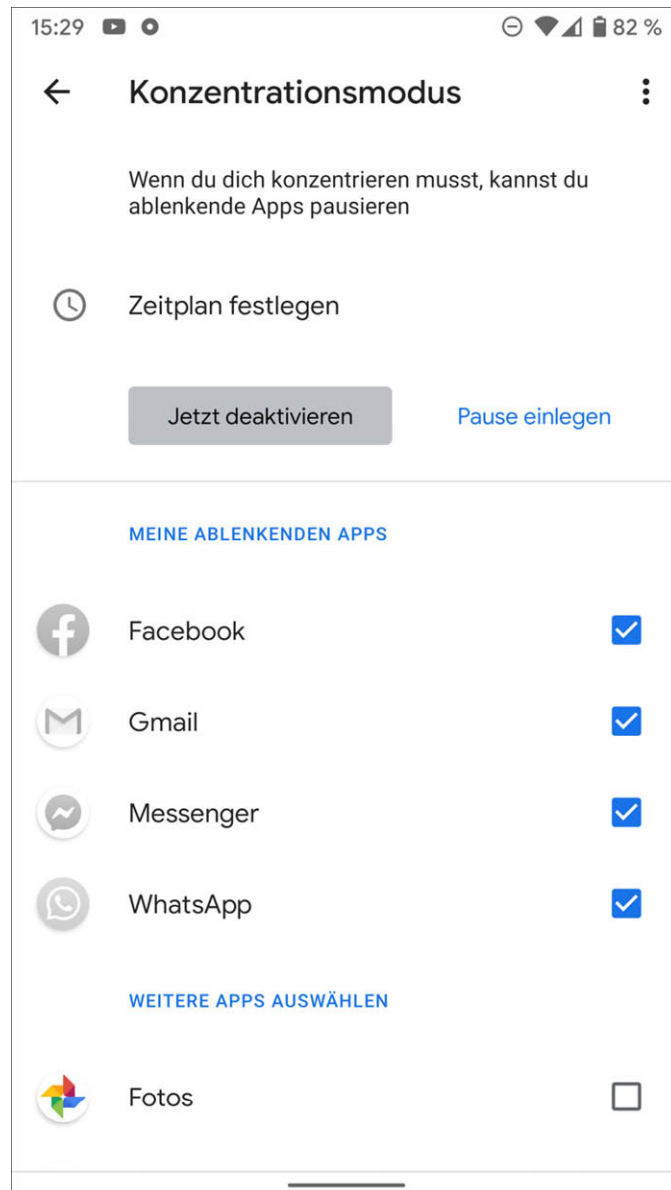 15:29 82 %
Konzentrationsmodus
Wenn du dich konzentrieren musst, kannst du
ablenkende Apps pausieren
Zeitplan festlegen
Jetzt deaktivieren Pause einlegen
MEINE ABLENKENDEN APPS
Facebook
Gmail
Messenger
WhatsApp
WEITERE APPS AUSWÄHLEN
Fotos